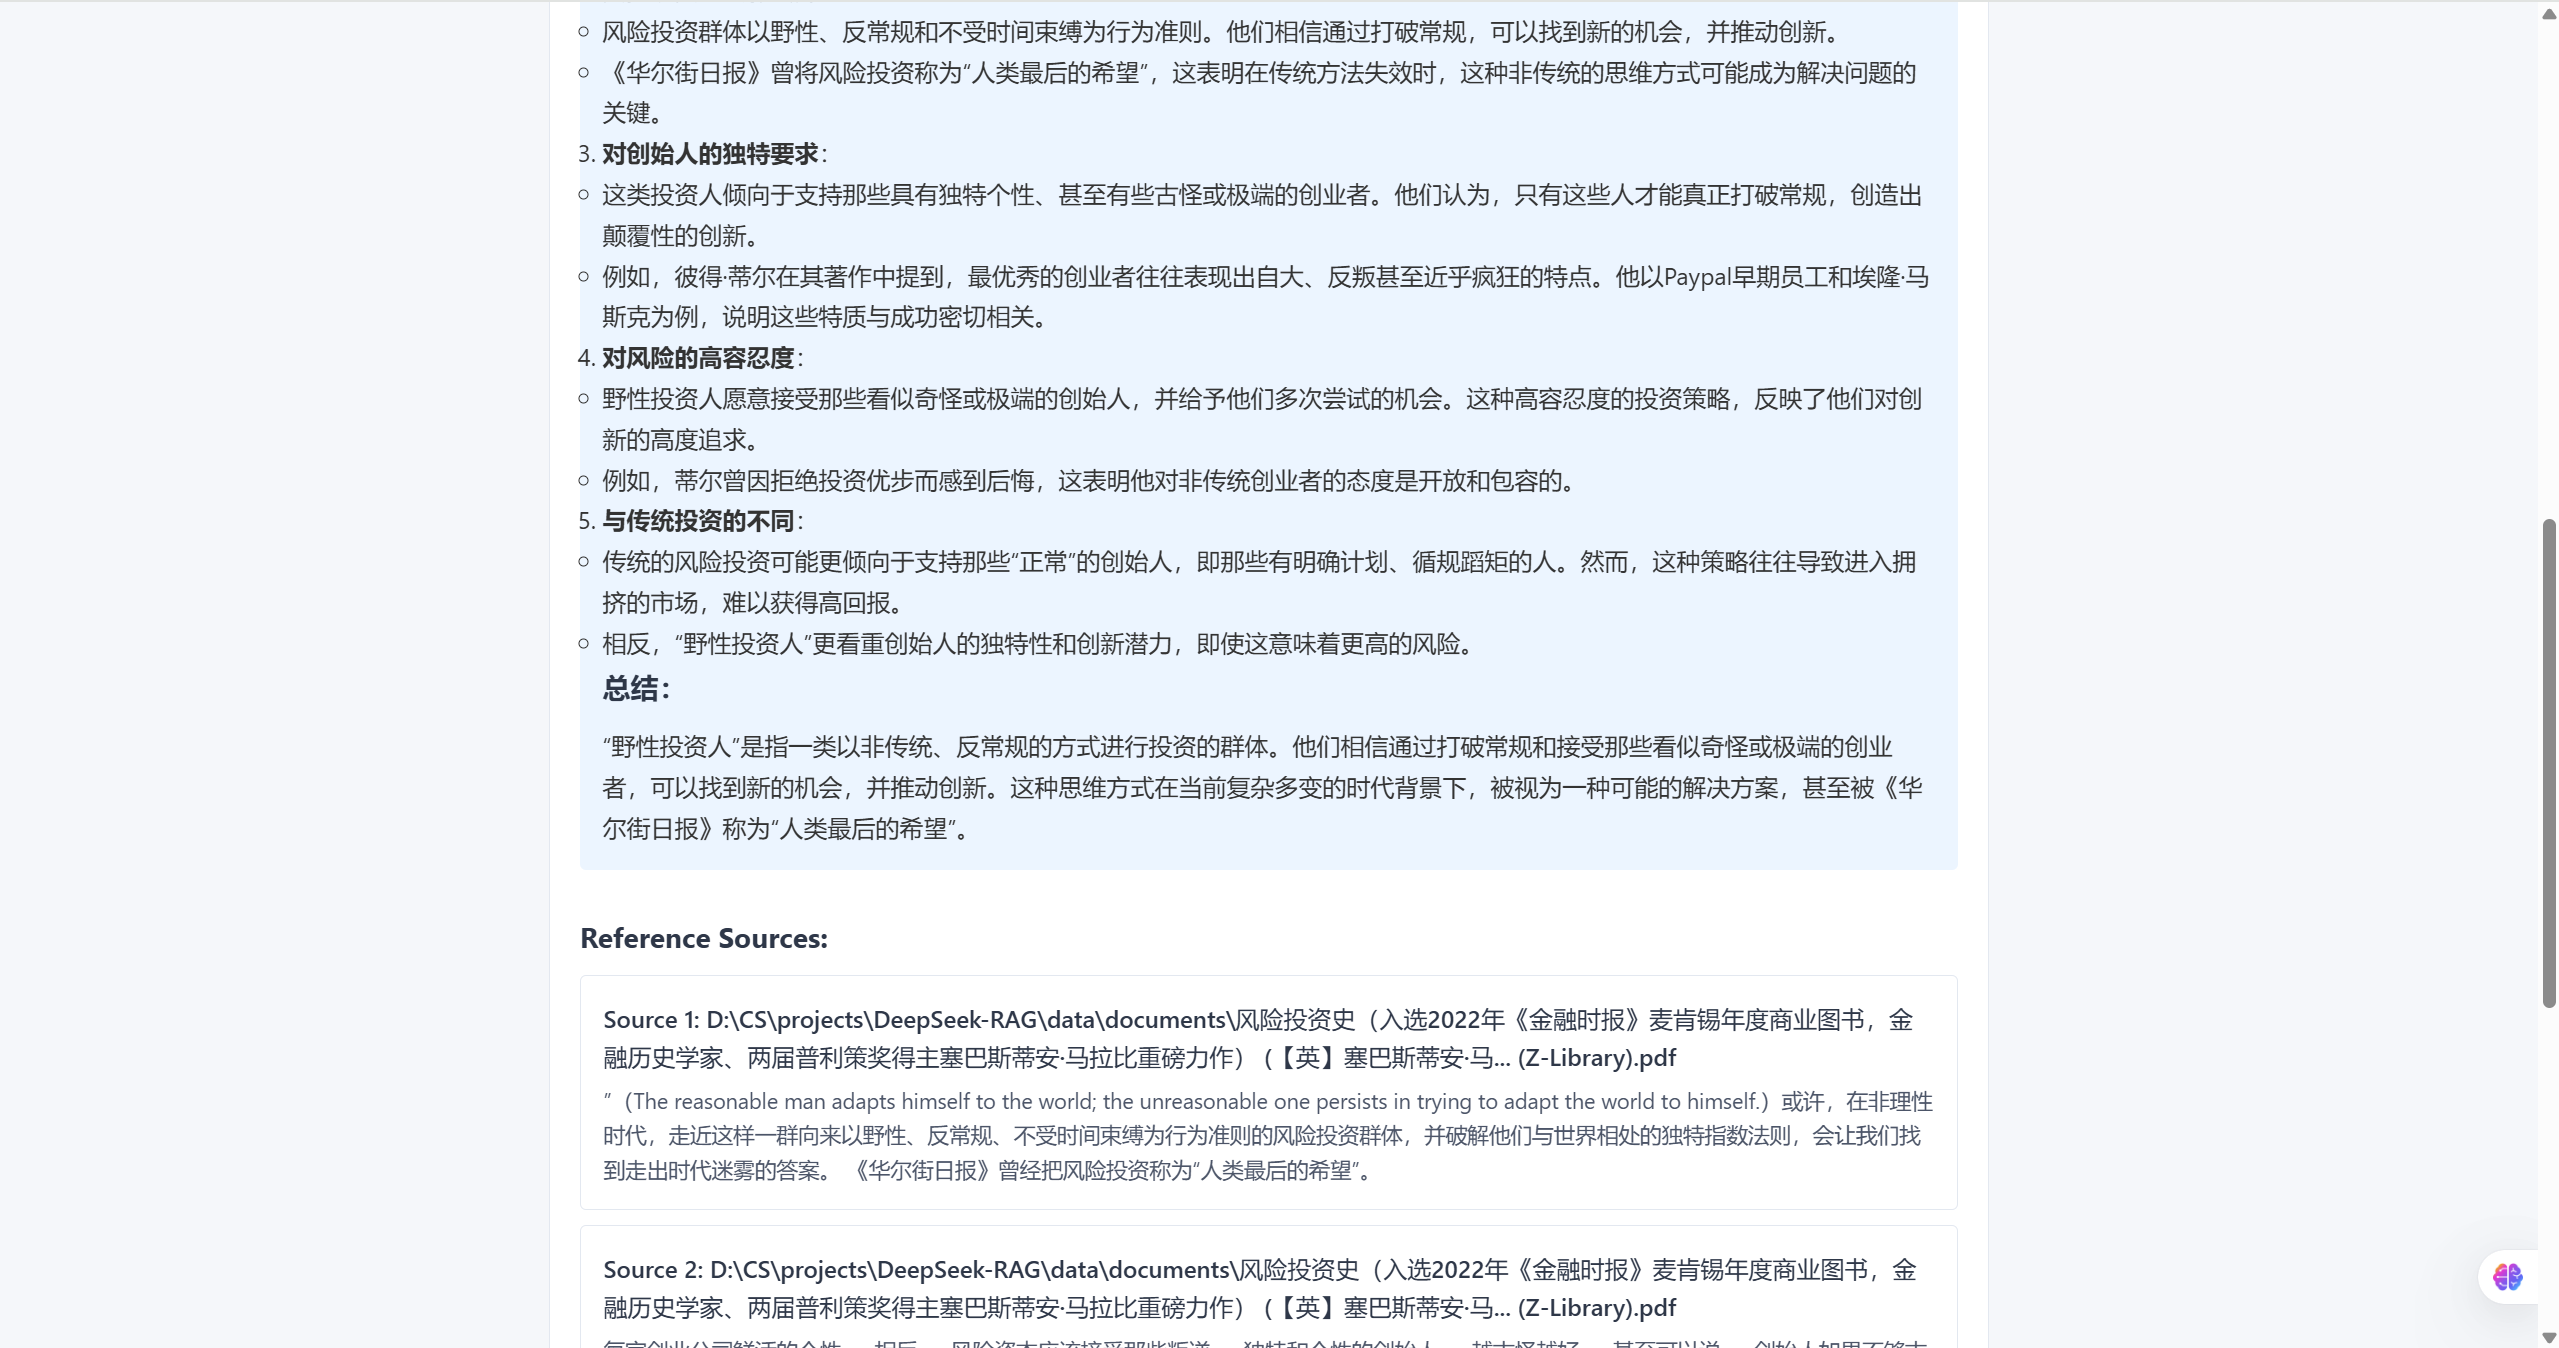 风险投资群体以野性、反常规和不受时间束缚为行为准则。他们相信通过打破常规，可以找到新的机会，并推动创新。
《华尔街日报》曾将风险投资称为“人类最后的希望”，这表明在传统方法失效时，这种非传统的思维方式可能成为解决问题的
关键。
3. 对创始人的独特要求：
这类投资人倾向于支持那些具有独特个性、甚至有些古怪或极端的创业者。他们认为，只有这些人才能真正打破常规，创造出
颠覆性的创新。
例如，彼得·蒂尔在其著作中提到，最优秀的创业者往往表现出自大、反叛甚至近乎疯狂的特点。他以Paypal早期员工和埃隆·马
斯克为例，说明这些特质与成功密切相关。
4. 对风险的高容忍度：
野性投资人愿意接受那些看似奇怪或极端的创始人，并给予他们多次尝试的机会。这种高容忍度的投资策略，反映了他们对创
新的高度追求。
例如，蒂尔曾因拒绝投资优步而感到后悔，这表明他对非传统创业者的态度是开放和包容的。
5. 与传统投资的不同：
传统的风险投资可能更倾向于支持那些“正常”的创始人，即那些有明确计划、循规蹈矩的人。然而，这种策略往往导致进入拥
挤的市场，难以获得高回报。
相反，“野性投资人”更看重创始人的独特性和创新潜力，即使这意味着更高的风险。
总结：
“野性投资人”是指一类以非传统、反常规的方式进行投资的群体。他们相信通过打破常规和接受那些看似奇怪或极端的创业
者，可以找到新的机会，并推动创新。这种思维方式在当前复杂多变的时代背景下，被视为一种可能的解决方案，甚至被《华
尔街日报》称为“人类最后的希望”。
Reference Sources:
Source 1: D:\CS\projects\DeepSeek-RAG\data\documents\风险投资史（入选2022年《金融时报》麦肯锡年度商业图书，金
融历史学家、两届普利策奖得主塞巴斯蒂安·马拉比重磅力作） (【英】塞巴斯蒂安·马... (Z-Library).pdf
”（The reasonable man adapts himself to the world; the unreasonable one persists in trying to adapt the world to himself.）或许，在非理性
时代，走近这样一群向来以野性、反常规、不受时间束缚为行为准则的风险投资群体，并破解他们与世界相处的独特指数法则，会让我们找
到走出时代迷雾的答案。 《华尔街日报》曾经把风险投资称为“人类最后的希望”。
Source 2: D:\CS\projects\DeepSeek-RAG\data\documents\风险投资史（入选2022年《金融时报》麦肯锡年度商业图书，金
融历史学家、两届普利策奖得主塞巴斯蒂安·马拉比重磅力作） (【英】塞巴斯蒂安·马... (Z-Library).pdf